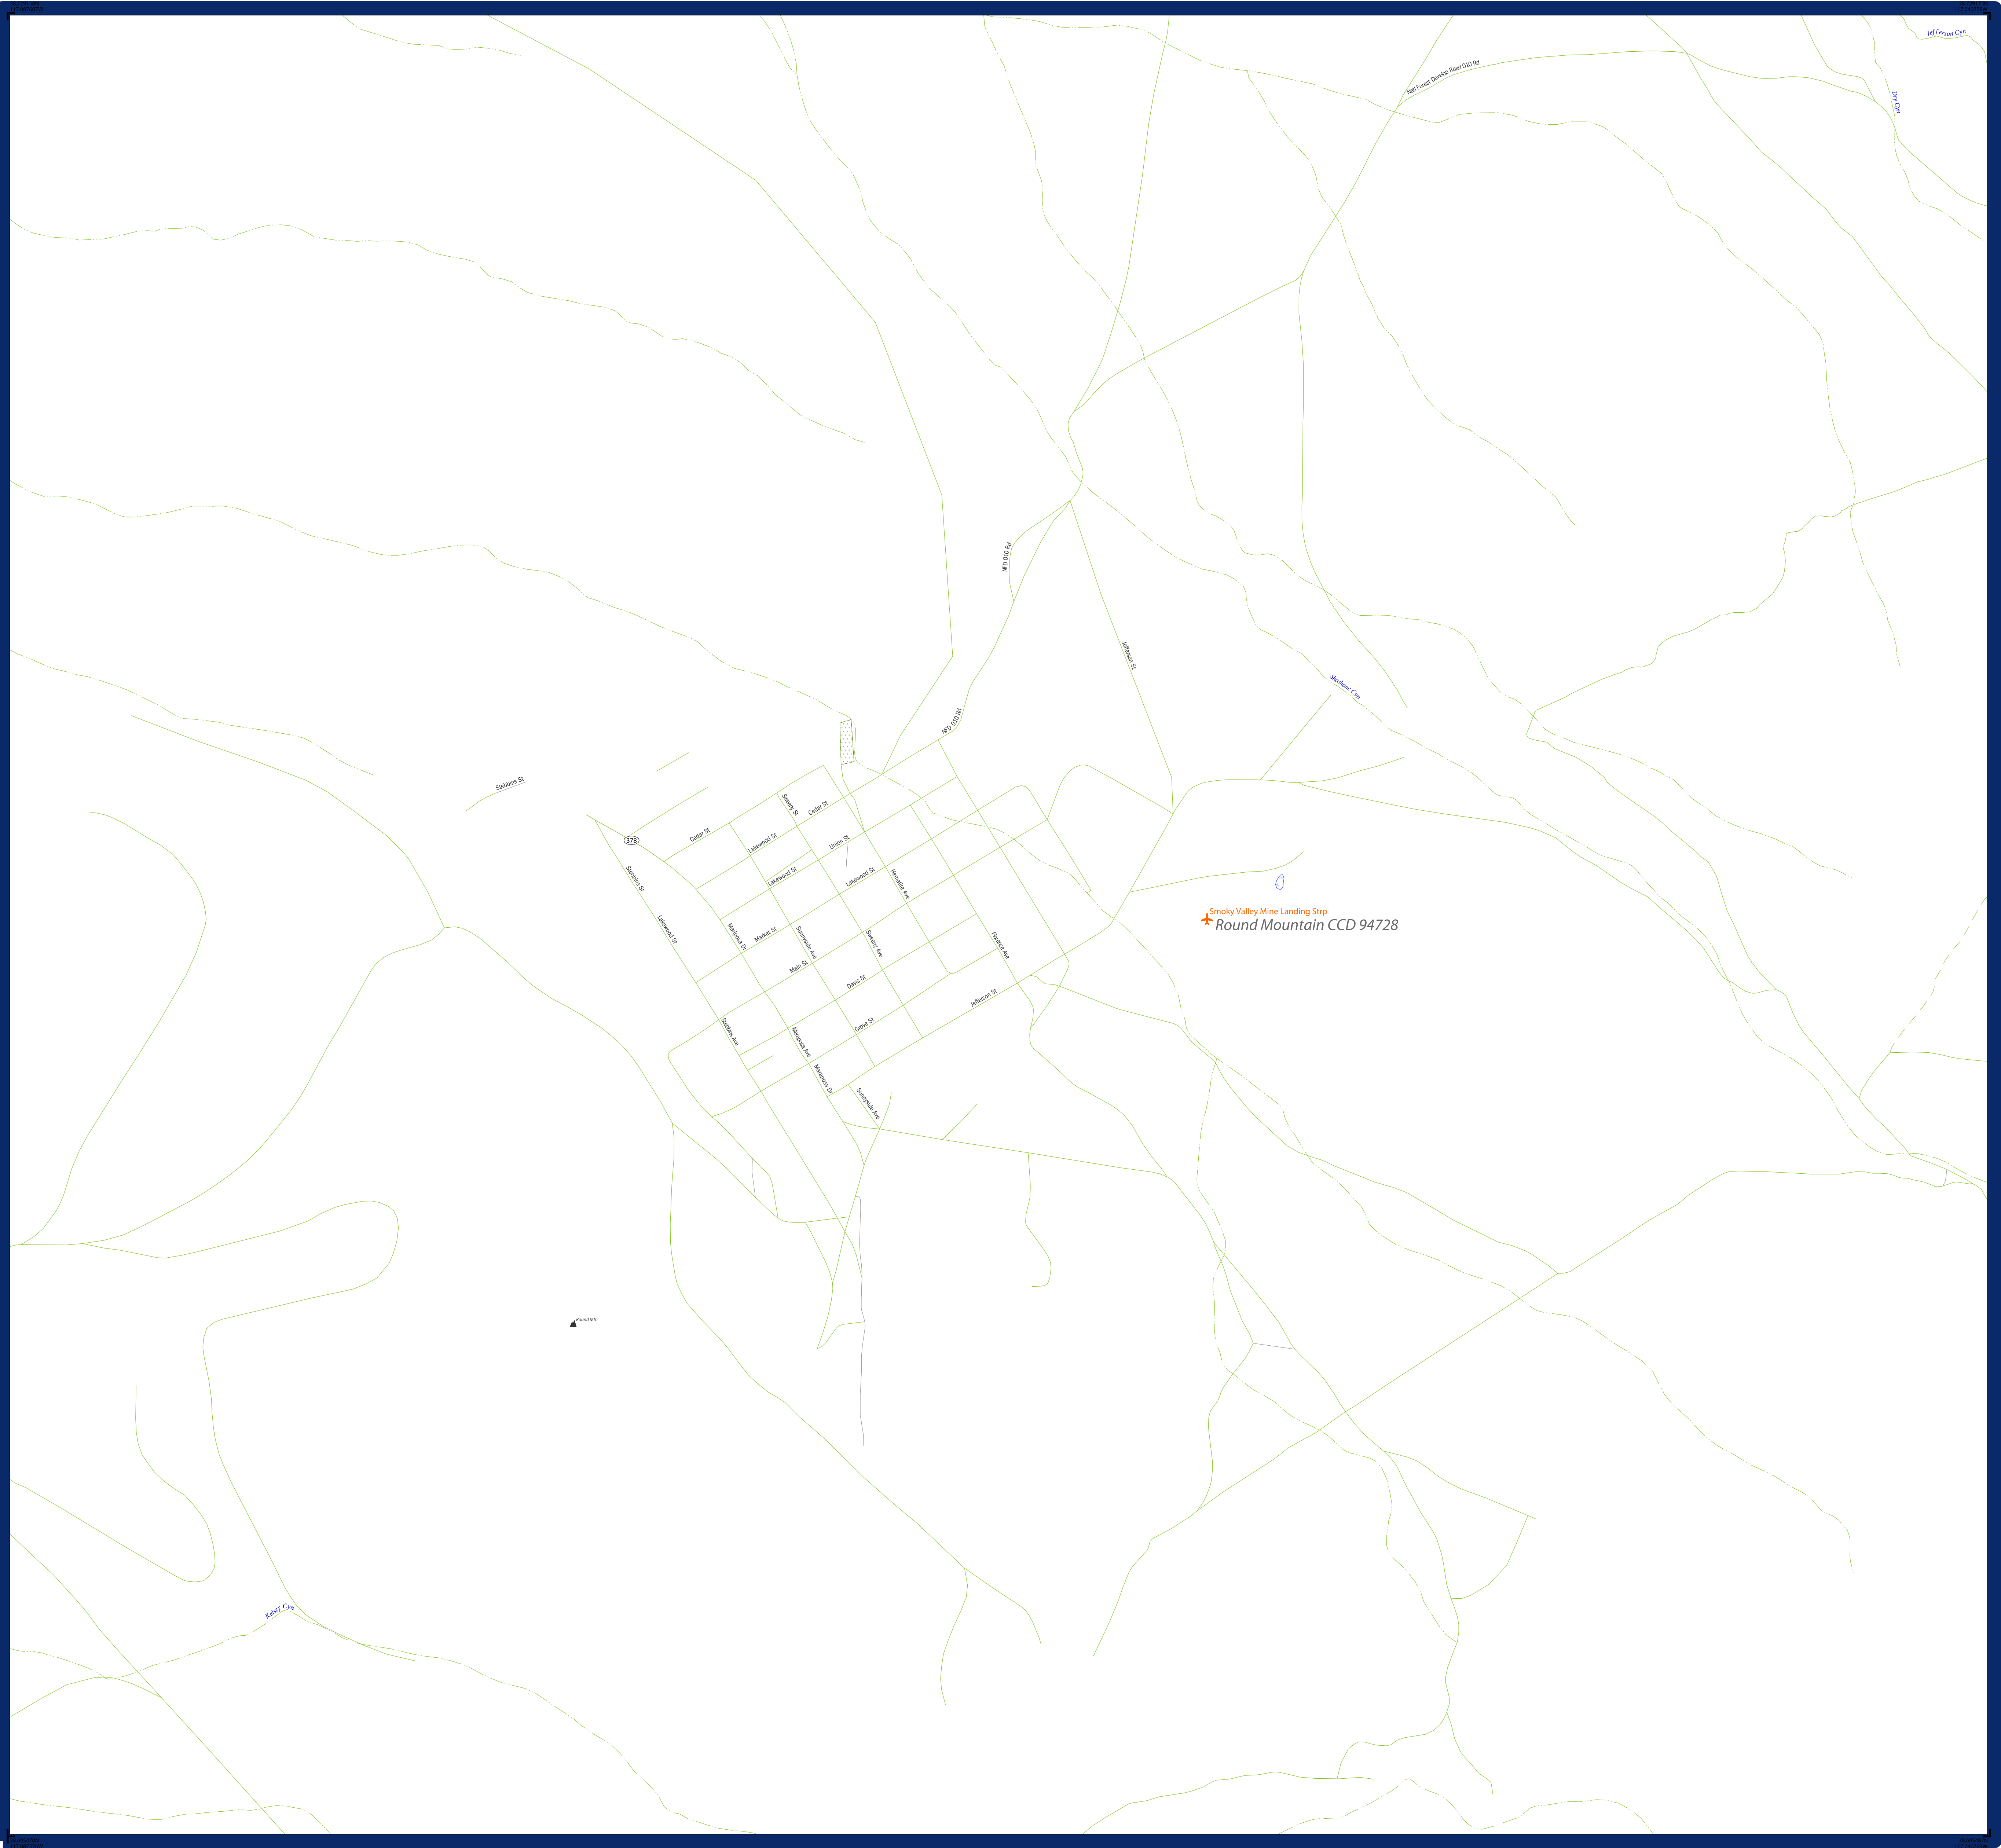 Jefferson Cyn
Natl Forest Develop Road 010 Rd
Dry Cyn
NFD 010 Rd
Jefferson St
Shoshone Cyn
NFD 010 Rd
Stebbins St
Sweeny St
Cedar St
Cedar St
378
Lakewood St
Union St
Stebbins St
Lakewood St
Lakewood St
Hematite Ave
Smoky Valley Mine Landing Strp
Round Mountain CCD 94728
Lakewood St
Mariposa Dr
Market St
Sunnyside Ave
Sweeny Ave
Florence Ave
Main St
Davis St
Jefferson St
Stebbins Ave
Grove St
Maraposa Ave
Maraposa Dr
Sunnyside Ave
Round Mtn
Kelsey Cyn